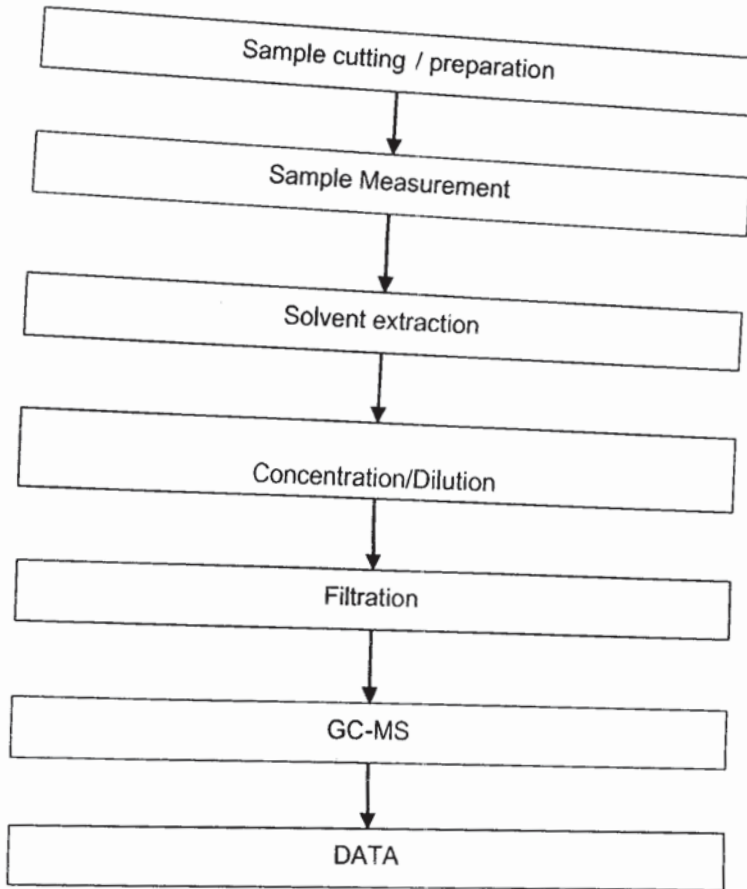 Sample cutting / preparation
Sample Measurement
Solvent extraction
Concentration/Dilution
Filtration
GC-MS
DATA